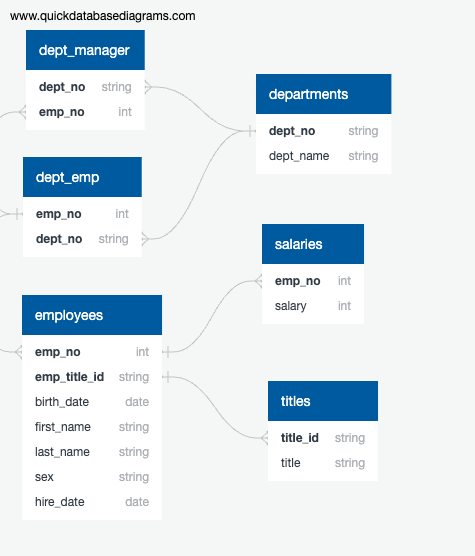 www.quickdatabasediagrams.com
dept_manager
dept_no string
emp_no int
departments
dept_no string
dept_name string
dept_emp
emp_no int
dept_no string
salaries
emp_no int
salary int
employees
emp_no int
emp_title_id string
birth_date date
first_name string
last_name string
sex string
hire_date date
titles
title_id string
title string